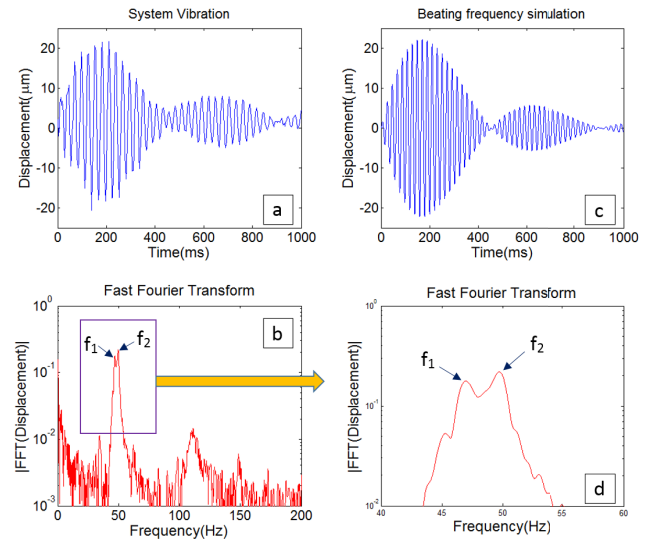 System Vibration
Displacement(μm)
20
10
0
-10
-20
0 200 400 600 800 1000
Time(ms)
a
Beating frequency simulation
Displacement(μm)
20
10
0
-10
-20
0 200 400 600 800 1000
Time(ms)
c
Fast Fourier Transform
|FFT(Displacement)|
10^0
10^-1
10^-2
10^-3
0 50 100 150 200
Frequency(Hz)
f1
f2
b
Fast Fourier Transform
|FFT(Displacement)|
10^0
10^-1
10^-2
40 45 50 55 60
Frequency(Hz)
f1
f2
d